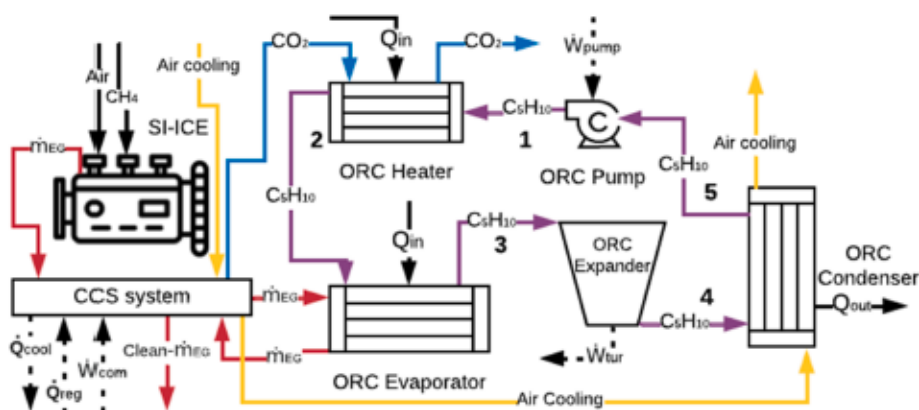 CO₂
Qin
CO₂
Ẇpump
Air
CH₄
Air cooling
SI-ICE
ṁEG
C₅H₁₀
C
2
1
ORC Heater
ORC Pump
C₅H₁₀
Air cooling
C₅H₁₀
5
Qin
C₅H₁₀
3
ORC
Expander
ORC
Condenser
CCS system
ṁEG
4
C₅H₁₀
Qout
Q̇cool
Q̇reg
Ẇcom
Clean-ṁEG
ṁEG
Ẇtur
ORC Evaporator
Air Cooling